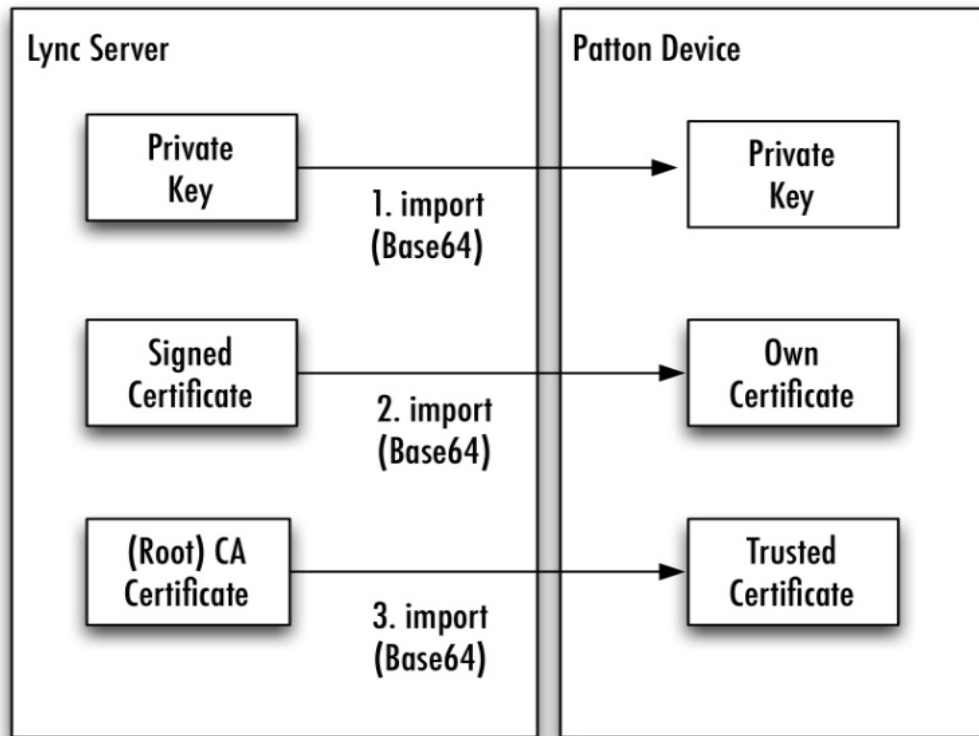 Lync Server
Patton Device
Private
Key
1. import
(Base64)
Private
Key
Signed
Certificate
2. import
(Base64)
Own
Certificate
(Root) CA
Certificate
3. import
(Base64)
Trusted
Certificate